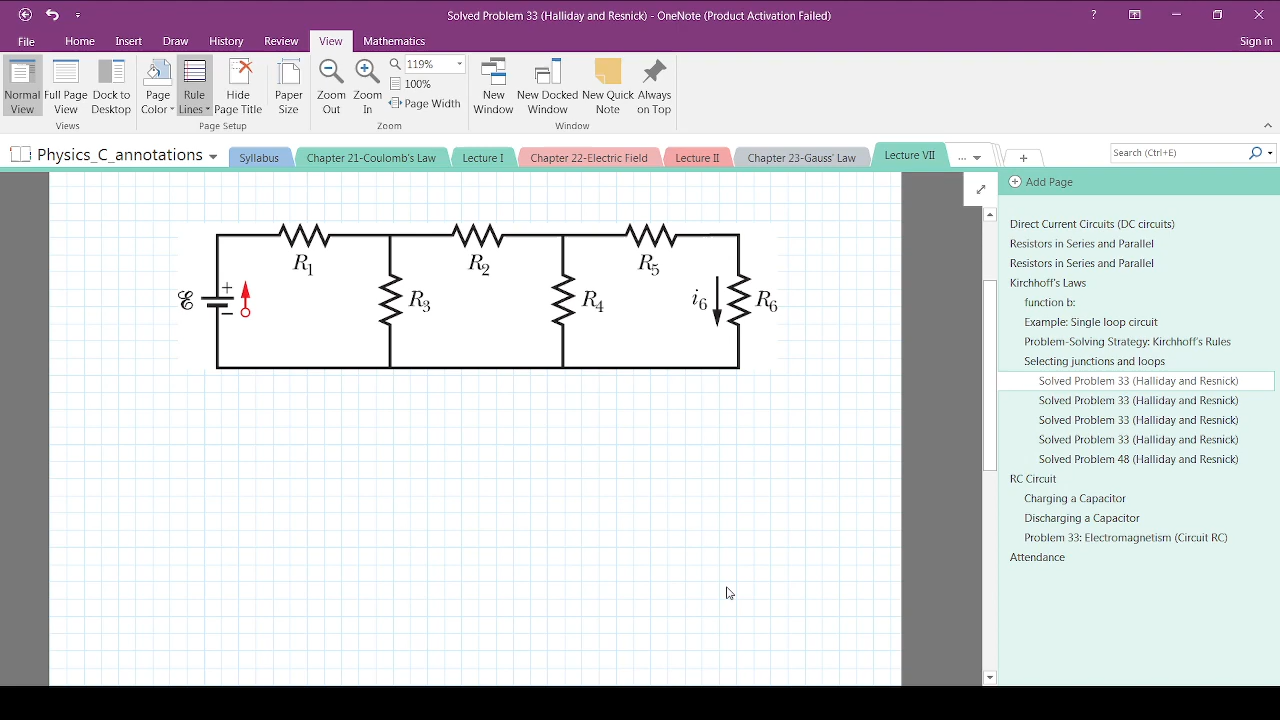 Solved Problem 33 (Halliday and Resnick) - OneNote (Product Activation Failed)
?
File Home Insert Draw History Review View Mathematics
Sign in
Normal View
Full Page View
Dock to Desktop
Views
Page Color
Rule Lines
Hide Page Title
Paper Size
Page Setup
Zoom Out
Zoom In
119%
100%
Page Width
Zoom
New Window
New Docked Window
New Quick Note
Always on Top
Window
Physics_C_annotations
Syllabus
Chapter 21-Coulomb's Law
Lecture I
Chapter 22-Electric Field
Lecture II
Chapter 23-Gauss' Law
Lecture VII
...
+
Search (Ctrl+E)
R1 R2 R5
ℰ + − R3 R4 i6 R6
Add Page
Direct Current Circuits (DC circuits)
Resistors in Series and Parallel
Resistors in Series and Parallel
Kirchhoff's Laws
function b:
Example: Single loop circuit
Problem-Solving Strategy: Kirchhoff's Rules
Selecting junctions and loops
Solved Problem 33 (Halliday and Resnick)
Solved Problem 33 (Halliday and Resnick)
Solved Problem 33 (Halliday and Resnick)
Solved Problem 33 (Halliday and Resnick)
Solved Problem 48 (Halliday and Resnick)
RC Circuit
Charging a Capacitor
Discharging a Capacitor
Problem 33: Electromagnetism (Circuit RC)
Attendance